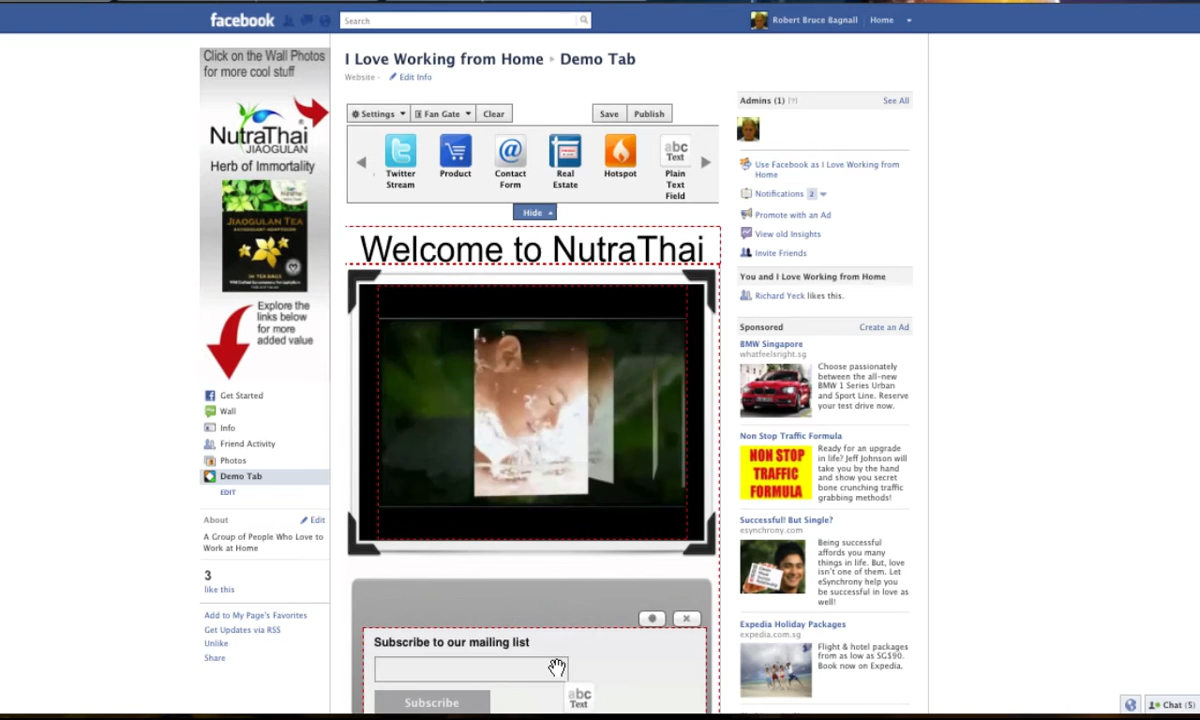 facebook
Search
Robert Bruce Bagnall
Home
Click on the Wall Photos
for more cool stuff
NutraThai
JIAOGULAN
Herb of Immortality
NutraThai
JIAOGULAN TEA
Explore the
links below
for more
added value
Get Started
Wall
Info
Friend Activity
Photos
Demo Tab
EDIT
About
Edit
A Group of People Who Love to
Work at Home
3
like this
Add to My Page's Favorites
Get Updates via RSS
Unlike
Share
I Love Working from Home ▸ Demo Tab
Website · Edit Info
Settings
Fan Gate
Clear
Save
Publish
Twitter
Stream
Product
Contact
Form
Real
Estate
Hotspot
abc
Text
Plain
Text
Field
Hide
Welcome to NutraThai
Subscribe to our mailing list
Subscribe
abc
Text
Admins (1) [?]
See All
Use Facebook as I Love Working from
Home
Notifications 2
Promote with an Ad
View old Insights
Invite Friends
You and I Love Working from Home
Richard Yeck likes this.
Sponsored
Create an Ad
BMW Singapore
whatfeelsright.sg
Choose passionately
between the all-new
BMW 1 Series Urban
and Sport Line. Reserve
your test drive now.
Non Stop Traffic Formula
NON STOP
TRAFFIC
FORMULA
Ready for an upgrade
in life? Jeff Johnson will
take you by the hand
and show you secret
bone crunching traffic
grabbing methods!
Successful! But Single?
esynchrony.com
Being successful
affords you many
things in life. But, love
isn't one of them. Let
eSynchrony help you
be successful in love as
well!
Expedia Holiday Packages
expedia.com.sg
Flight & hotel packages
from as low as SG$90.
Book now on Expedia.
Chat (5)